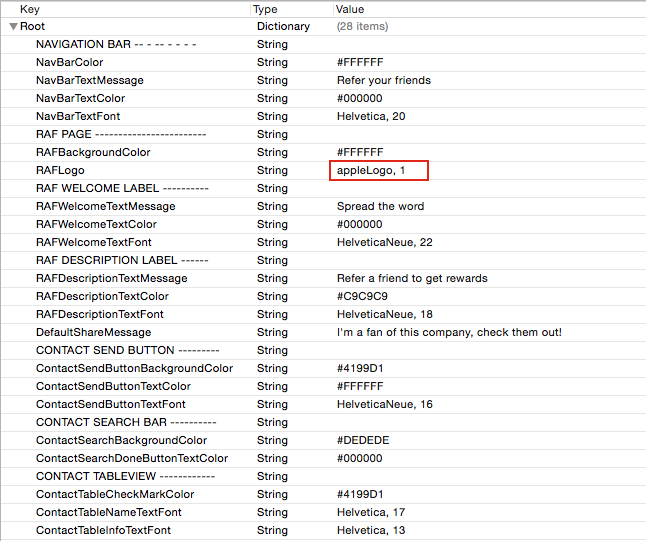 Key Type Value
Root Dictionary (28 items)
NAVIGATION BAR -- - -- - - - - String
NavBarColor String #FFFFFF
NavBarTextMessage String Refer your friends
NavBarTextColor String #000000
NavBarTextFont String Helvetica, 20
RAF PAGE ------------------------ String
RAFBackgroundColor String #FFFFFF
RAFLogo String appleLogo, 1
RAF WELCOME LABEL ---------- String
RAFWelcomeTextMessage String Spread the word
RAFWelcomeTextColor String #000000
RAFWelcomeTextFont String HelveticaNeue, 22
RAF DESCRIPTION LABEL ------ String
RAFDescriptionTextMessage String Refer a friend to get rewards
RAFDescriptionTextColor String #C9C9C9
RAFDescriptionTextFont String HelveticaNeue, 18
DefaultShareMessage String I'm a fan of this company, check them out!
CONTACT SEND BUTTON --------- String
ContactSendButtonBackgroundColor String #4199D1
ContactSendButtonTextColor String #FFFFFF
ContactSendButtonTextFont String HelveticaNeue, 16
CONTACT SEARCH BAR ---------- String
ContactSearchBackgroundColor String #DEDEDE
ContactSearchDoneButtonTextColor String #000000
CONTACT TABLEVIEW ------------ String
ContactTableCheckMarkColor String #4199D1
ContactTableNameTextFont String Helvetica, 17
ContactTableInfoTextFont String Helvetica, 13